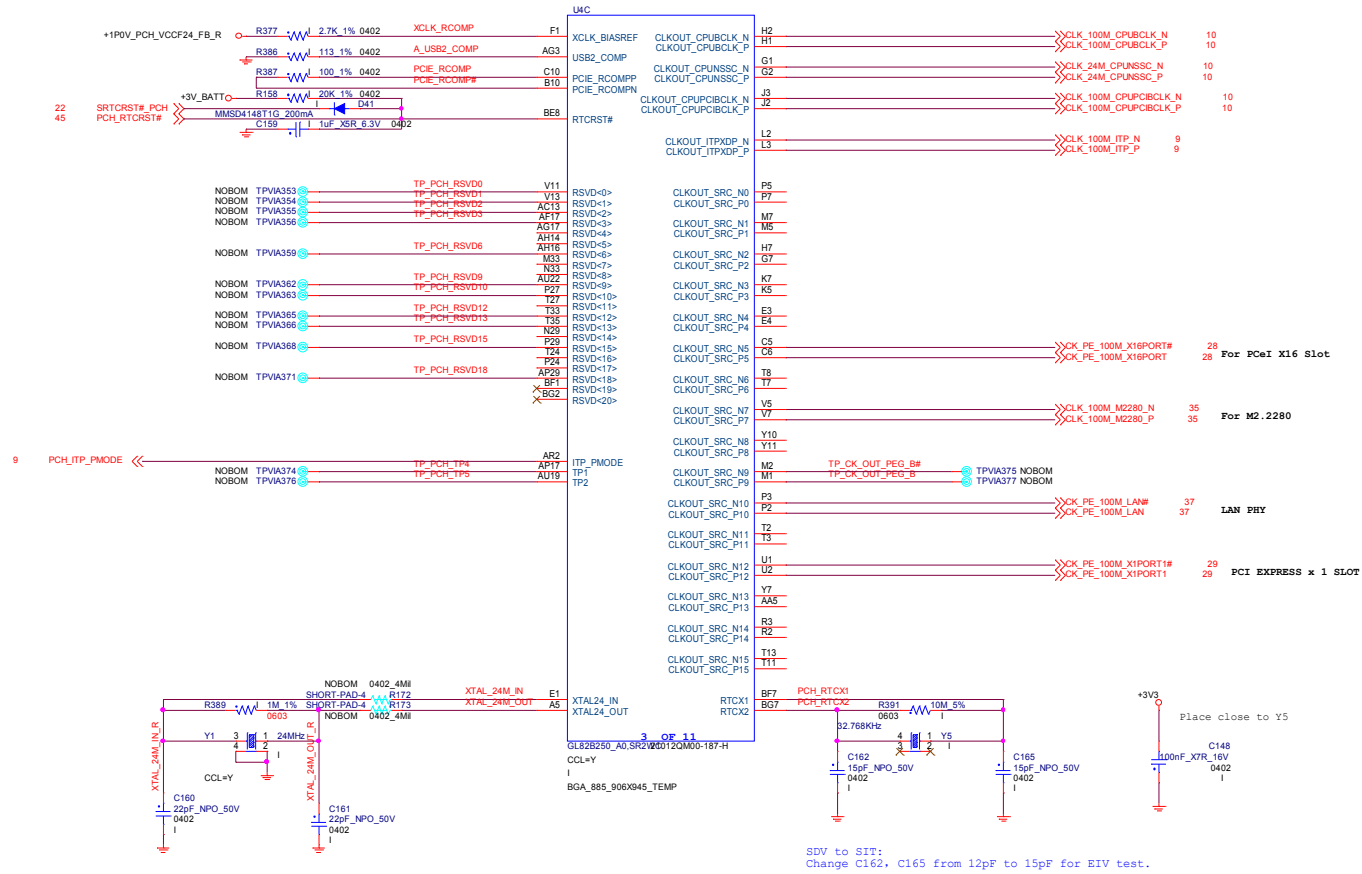 U4C
+1P0V_PCH_VCCF24_FB_R R377 I 2.7K_1% 0402 XCLK_RCOMP F1 XCLK_BIASREF
R386 I 113_1% 0402 A_USB2_COMP AG3 USB2_COMP
R387 I 100_1% 0402 PCIE_RCOMP C10 PCIE_RCOMPP
PCIE_RCOMP# B10 PCIE_RCOMPN
+3V_BATT R158 I 20K_1% 0402
22 SRTCRST#_PCH I D41
45 PCH_RTCRST# MMSD4148T1G_200mA BE8 RTCRST#
C159 I 1uF_X5R_6.3V 0402
NOBOM TPVIA353 TP_PCH_RSVD0 V11 RSVD<0>
NOBOM TPVIA354 TP_PCH_RSVD1 V13 RSVD<1>
NOBOM TPVIA355 TP_PCH_RSVD2 AC13 RSVD<2>
NOBOM TPVIA356 TP_PCH_RSVD3 AF17 RSVD<3>
AG17 RSVD<4>
AH14 RSVD<5>
NOBOM TPVIA359 TP_PCH_RSVD6 AH16 RSVD<6>
M33 RSVD<7>
N33 RSVD<8>
NOBOM TPVIA362 TP_PCH_RSVD9 AU22 RSVD<9>
NOBOM TPVIA363 TP_PCH_RSVD10 P27 RSVD<10>
T27 RSVD<11>
NOBOM TPVIA365 TP_PCH_RSVD12 T33 RSVD<12>
NOBOM TPVIA366 TP_PCH_RSVD13 T35 RSVD<13>
N29 RSVD<14>
NOBOM TPVIA368 TP_PCH_RSVD15 P29 RSVD<15>
T24 RSVD<16>
P24 RSVD<17>
NOBOM TPVIA371 TP_PCH_RSVD18 AP29 RSVD<18>
BF1 RSVD<19>
BG2 RSVD<20>
9 PCH_ITP_PMODE AR2 ITP_PMODE
NOBOM TPVIA374 TP_PCH_TP4 AP17 TP1
NOBOM TPVIA376 TP_PCH_TP5 AU19 TP2
CLKOUT_CPUBCLK_N H2 CLK_100M_CPUBCLK_N 10
CLKOUT_CPUBCLK_P H1 CLK_100M_CPUBCLK_P 10
CLKOUT_CPUNSSC_N G1 CLK_24M_CPUNSSC_N 10
CLKOUT_CPUNSSC_P G2 CLK_24M_CPUNSSC_P 10
CLKOUT_CPUPCIBCLK_N J3 CLK_100M_CPUPCIBCLK_N 10
CLKOUT_CPUPCIBCLK_P J2 CLK_100M_CPUPCIBCLK_P 10
CLKOUT_ITPXDP_N L2 CLK_100M_ITP_N 9
CLKOUT_ITPXDP_P L3 CLK_100M_ITP_P 9
CLKOUT_SRC_N0 P5
CLKOUT_SRC_P0 P7
CLKOUT_SRC_N1 M7
CLKOUT_SRC_P1 M5
CLKOUT_SRC_N2 H7
CLKOUT_SRC_P2 G7
CLKOUT_SRC_N3 K7
CLKOUT_SRC_P3 K5
CLKOUT_SRC_N4 E3
CLKOUT_SRC_P4 E4
CLKOUT_SRC_N5 C5 CK_PE_100M_X16PORT# 28
CLKOUT_SRC_P5 C6 CK_PE_100M_X16PORT 28 For PCeI X16 Slot
CLKOUT_SRC_N6 T8
CLKOUT_SRC_P6 T7
CLKOUT_SRC_N7 V5 CLK_100M_M2280_N 35
CLKOUT_SRC_P7 V7 CLK_100M_M2280_P 35 For M2.2280
CLKOUT_SRC_N8 Y10
CLKOUT_SRC_P8 Y11
CLKOUT_SRC_N9 M2 TP_CK_OUT_PEG_B# TPVIA375 NOBOM
CLKOUT_SRC_P9 M1 TP_CK_OUT_PEG_B TPVIA377 NOBOM
CLKOUT_SRC_N10 P3 CK_PE_100M_LAN# 37
CLKOUT_SRC_P10 P2 CK_PE_100M_LAN 37 LAN PHY
CLKOUT_SRC_N11 T2
CLKOUT_SRC_P11 T3
CLKOUT_SRC_N12 U1 CK_PE_100M_X1PORT1# 29
CLKOUT_SRC_P12 U2 CK_PE_100M_X1PORT1 29 PCI EXPRESS x 1 SLOT
CLKOUT_SRC_N13 Y7
CLKOUT_SRC_P13 AA5
CLKOUT_SRC_N14 R3
CLKOUT_SRC_P14 R2
CLKOUT_SRC_N15 T13
CLKOUT_SRC_P15 T11
NOBOM 0402_4Mil
SHORT-PAD-4 R172 XTAL_24M_IN E1 XTAL24_IN
R389 I 1M_1% SHORT-PAD-4 R173 XTAL_24M_OUT A5 XTAL24_OUT
0603 NOBOM 0402_4Mil
XTAL_24M_IN_R
XTAL_24M_OUT_R
Y1 3 1 24MHz
4 2
I
CCL=Y
C160
22pF_NPO_50V
0402
I
C161
22pF_NPO_50V
0402
I
3 OF 11
GL82B250_A0,SR2W
012QM00-187-H
CCL=Y
I
BGA_885_906X945_TEMP
RTCX1 BF7 PCH_RTCX1
RTCX2 BG7 PCH_RTCX2
R391 10M_5%
0603 I
32.768KHz
4 1 Y5
3 2 I
C162
15pF_NPO_50V
0402
I
C165
15pF_NPO_50V
0402
I
+3V3
Place close to Y5
C148
100nF_X7R_16V
0402
I
SDV to SIT:
Change C162, C165 from 12pF to 15pF for EIV test.